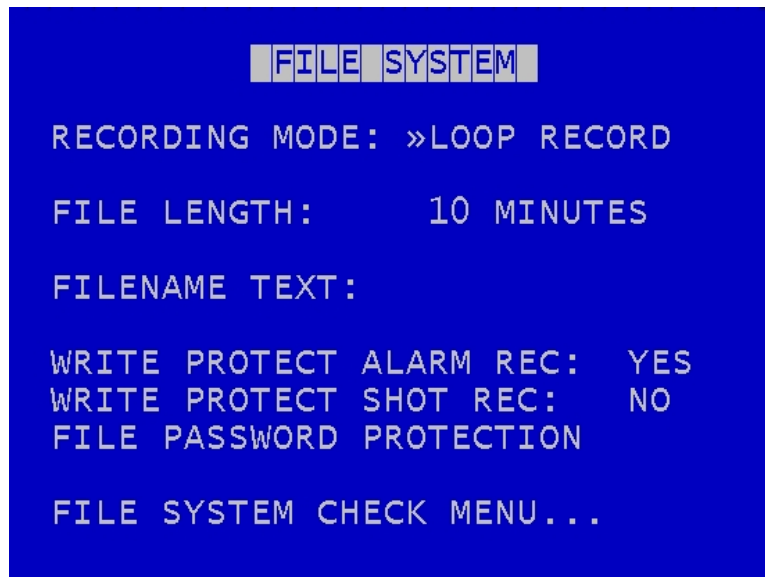 FILE SYSTEM
RECORDING MODE: »LOOP RECORD
FILE LENGTH: 10 MINUTES
FILENAME TEXT:
WRITE PROTECT ALARM REC: YES
WRITE PROTECT SHOT REC: NO
FILE PASSWORD PROTECTION
FILE SYSTEM CHECK MENU...